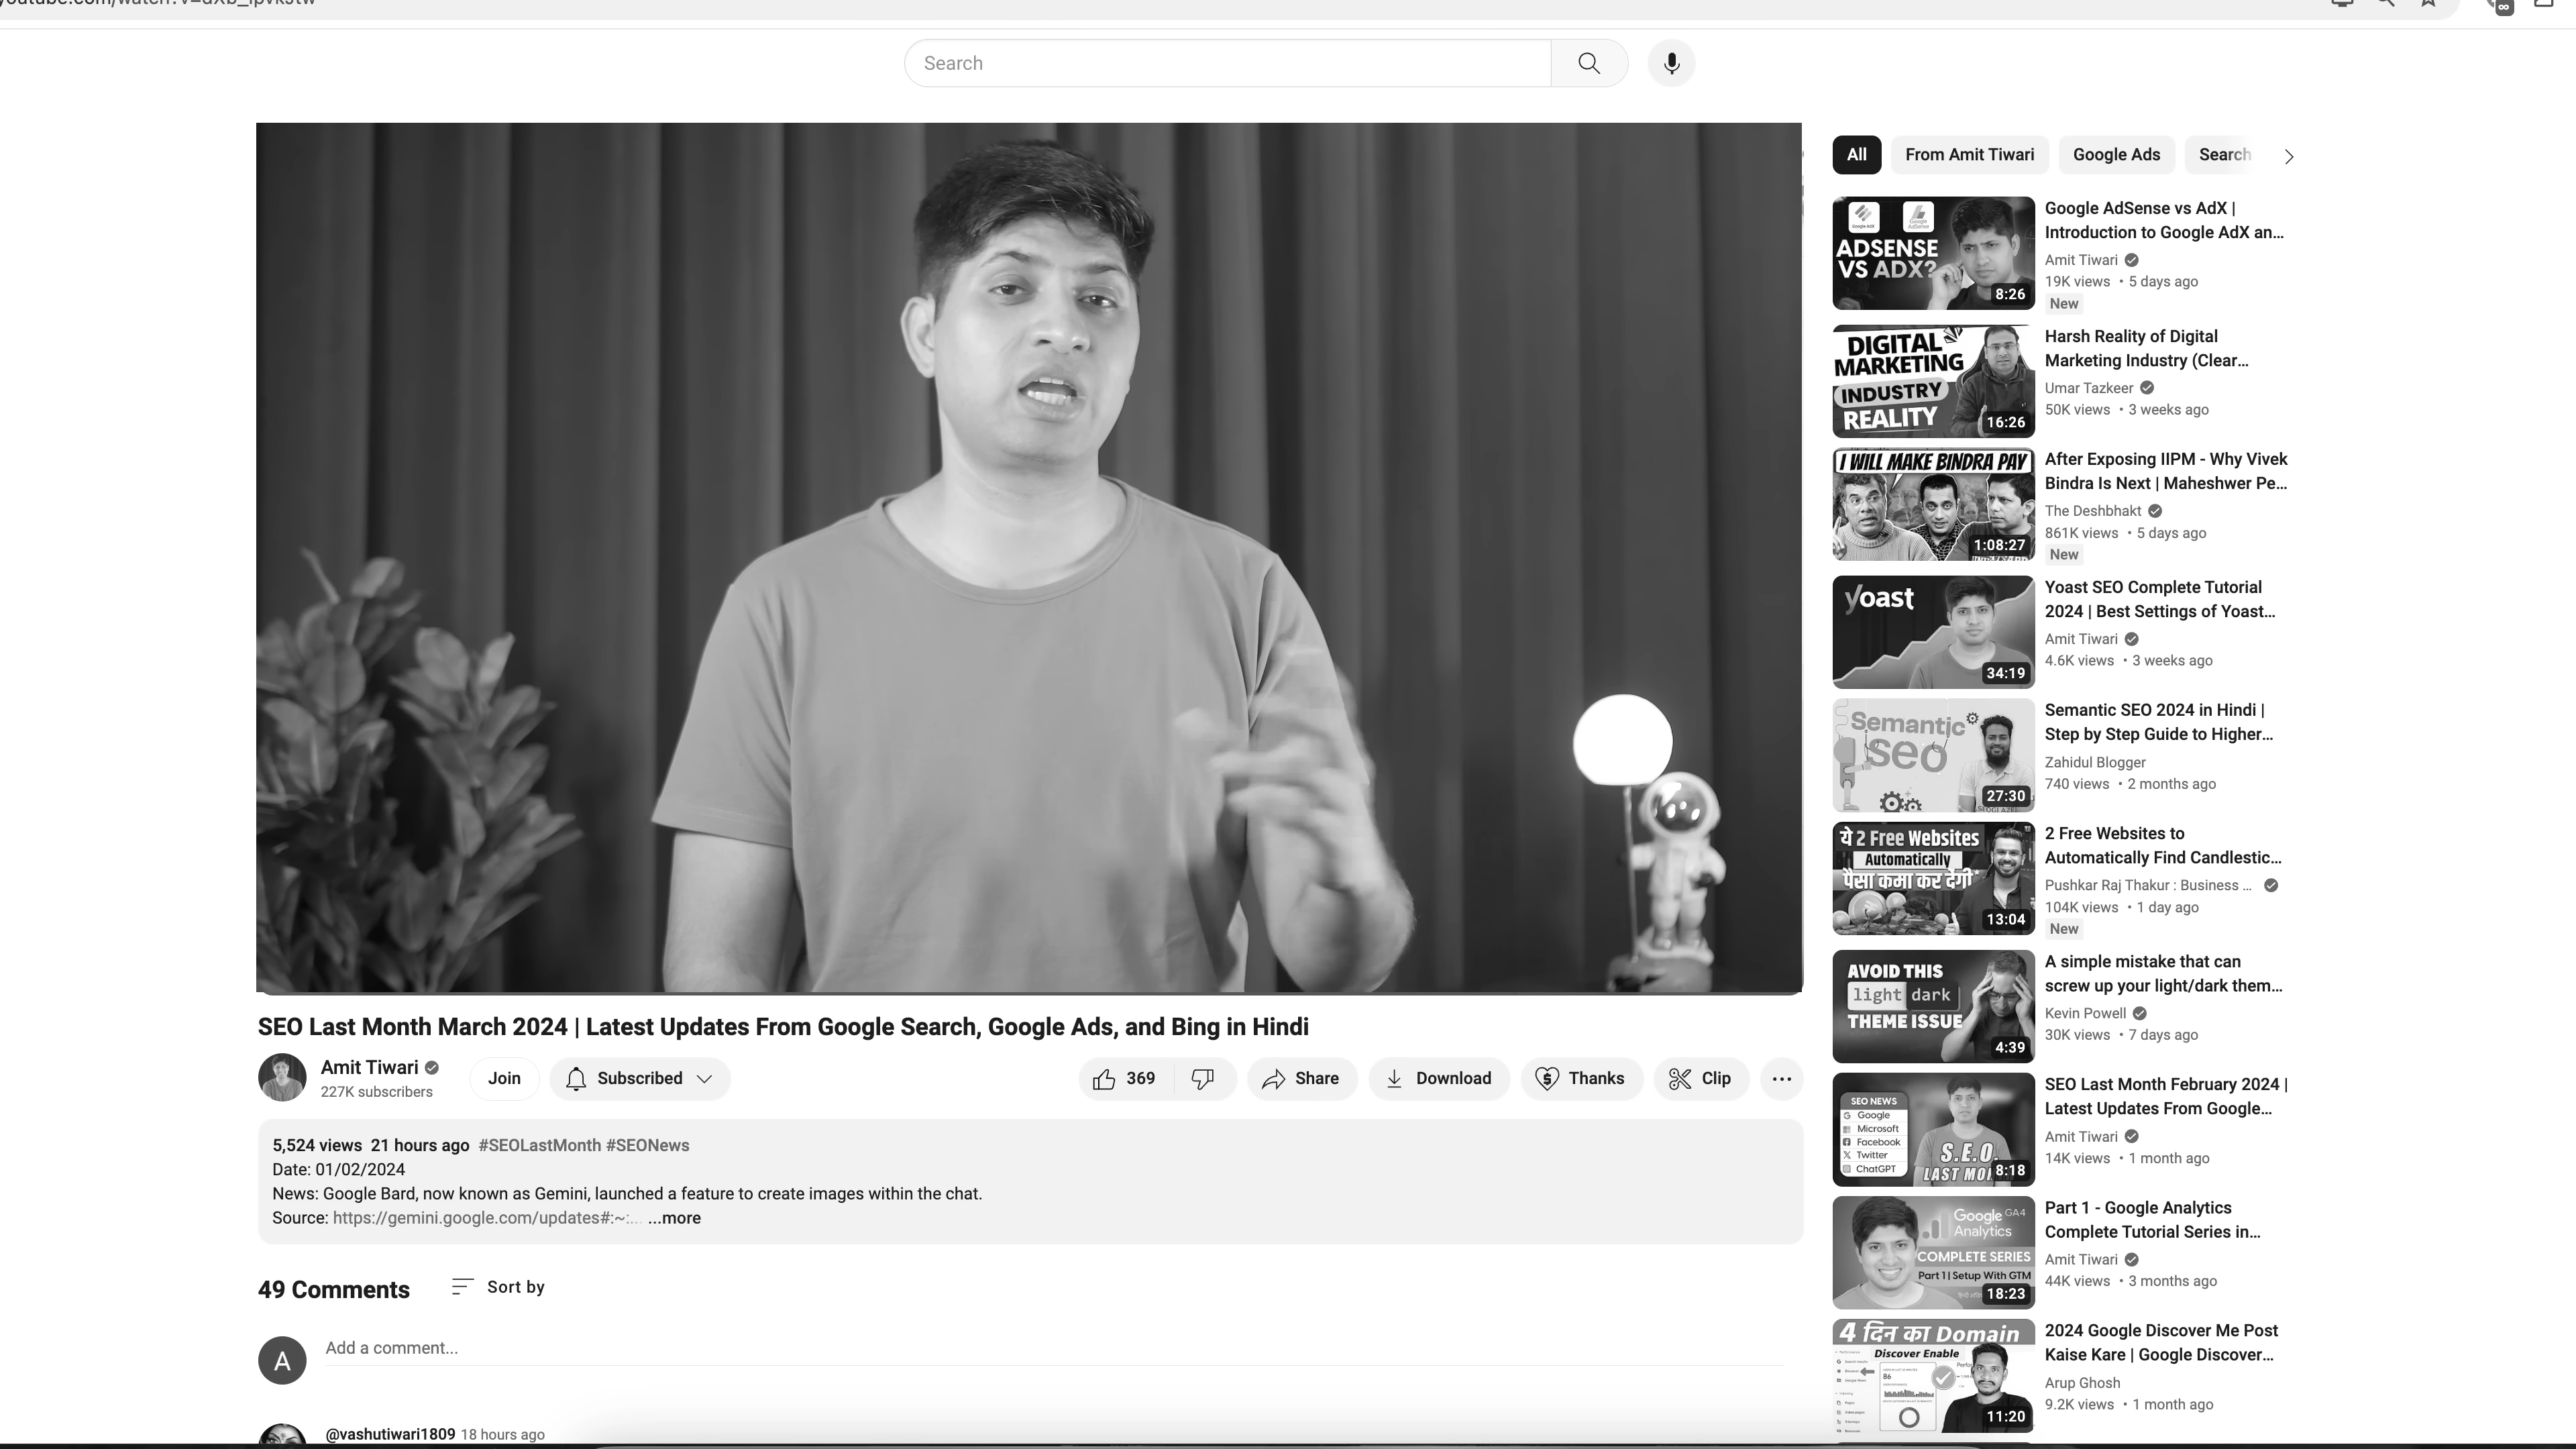 Search
All
From Amit Tiwari
Google Ads
Search
ADSENSE
VS ADX?
8:26
Google AdSense vs AdX |
Introduction to Google AdX an...
Amit Tiwari
19K views • 5 days ago
New
DIGITAL
MARKETING
INDUSTRY
REALITY
16:26
Harsh Reality of Digital
Marketing Industry (Clear...
Umar Tazkeer
50K views • 3 weeks ago
I WILL MAKE BINDRA PAY
1:08:27
After Exposing IIPM - Why Vivek
Bindra Is Next | Maheshwer Pe...
The Deshbhakt
861K views • 5 days ago
New
yoast
34:19
Yoast SEO Complete Tutorial
2024 | Best Settings of Yoast...
Amit Tiwari
4.6K views • 3 weeks ago
Semantic
SEO
27:30
Semantic SEO 2024 in Hindi |
Step by Step Guide to Higher...
Zahidul Blogger
740 views • 2 months ago
ये 2 Free Websites
Automatically
पैसा कमा कर देंगी
13:04
2 Free Websites to
Automatically Find Candlestic...
Pushkar Raj Thakur : Business ...
104K views • 1 day ago
New
AVOID THIS
light dark
THEME ISSUE
4:39
A simple mistake that can
screw up your light/dark them...
Kevin Powell
30K views • 7 days ago
SEO NEWS
Google
Microsoft
Facebook
Twitter
ChatGPT
S.E.O.
LAST MO
8:18
SEO Last Month February 2024 |
Latest Updates From Google...
Amit Tiwari
14K views • 1 month ago
Google GA4
Analytics
COMPLETE SERIES
Part 1 | Setup With GTM
18:23
Part 1 - Google Analytics
Complete Tutorial Series in...
Amit Tiwari
44K views • 3 months ago
4 दिन का Domain
Discover Enable
86
11:20
2024 Google Discover Me Post
Kaise Kare | Google Discover...
Arup Ghosh
9.2K views • 1 month ago
SEO Last Month March 2024 | Latest Updates From Google Search, Google Ads, and Bing in Hindi
Amit Tiwari
227K subscribers
Join
Subscribed
369
Share
Download
Thanks
Clip
5,524 views 21 hours ago #SEOLastMonth #SEONews
Date: 01/02/2024
News: Google Bard, now known as Gemini, launched a feature to create images within the chat.
Source: https://gemini.google.com/updates#:~:... ...more
49 Comments
Sort by
A
Add a comment...
@vashutiwari1809 18 hours ago